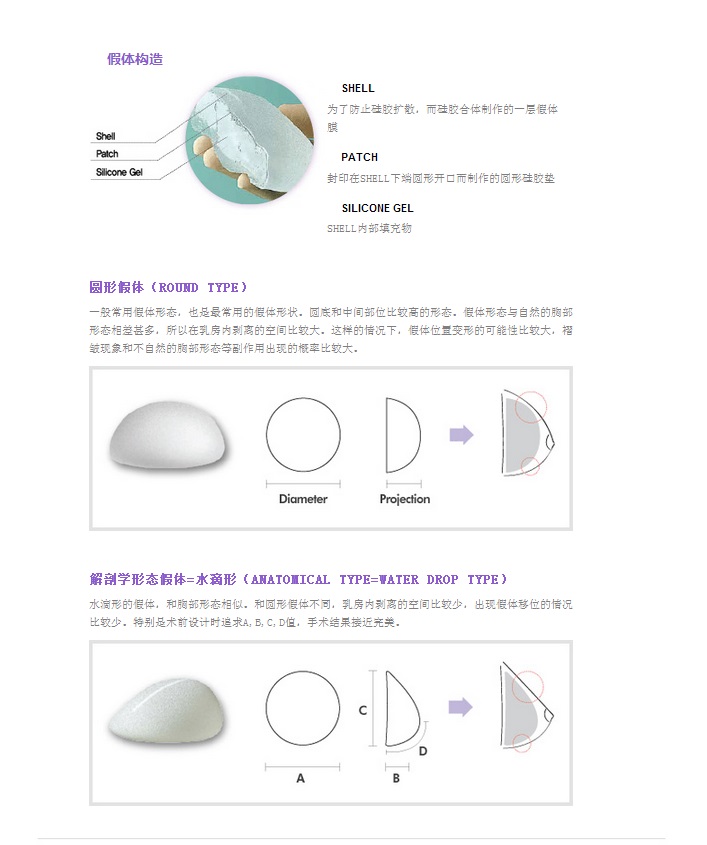 假体构造
SHELL
为了防止硅胶扩散，而硅胶合体制作的一层假体
膜
Shell
Patch
Silicone Gel
PATCH
封印在SHELL下端圆形开口而制作的圆形硅胶垫
SILICONE GEL
SHELL内部填充物
圆形假体（ROUND TYPE）
一般常用假体形态，也是最常用的假体形状。圆底和中间部位比较高的形态。假体形态与自然的胸部
形态相差甚多，所以在乳房内剥离的空间比较大。这样的情况下，假体位置变形的可能性比较大，褶
皱现象和不自然的胸部形态等副作用出现的概率比较大。
Diameter
Projection
解剖学形态假体=水滴形（ANATOMICAL TYPE=WATER DROP TYPE）
水滴形的假体，和胸部形态相似。和圆形假体不同，乳房内剥离的空间比较少，出现假体移位的情况
比较少。特别是术前设计时追求A,B,C,D值，手术结果接近完美。
C
D
A
B